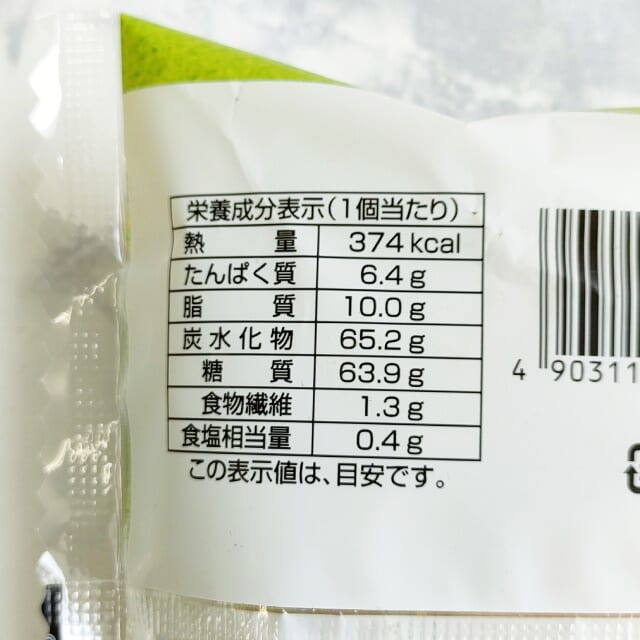 栄養成分表示(1個当たり)
熱量 374kcal
たんぱく質 6.4g
脂質 10.0g
炭水化物 65.2g
糖質 63.9g
食物繊維 1.3g
食塩相当量 0.4g
この表示値は、目安です。
4 90311